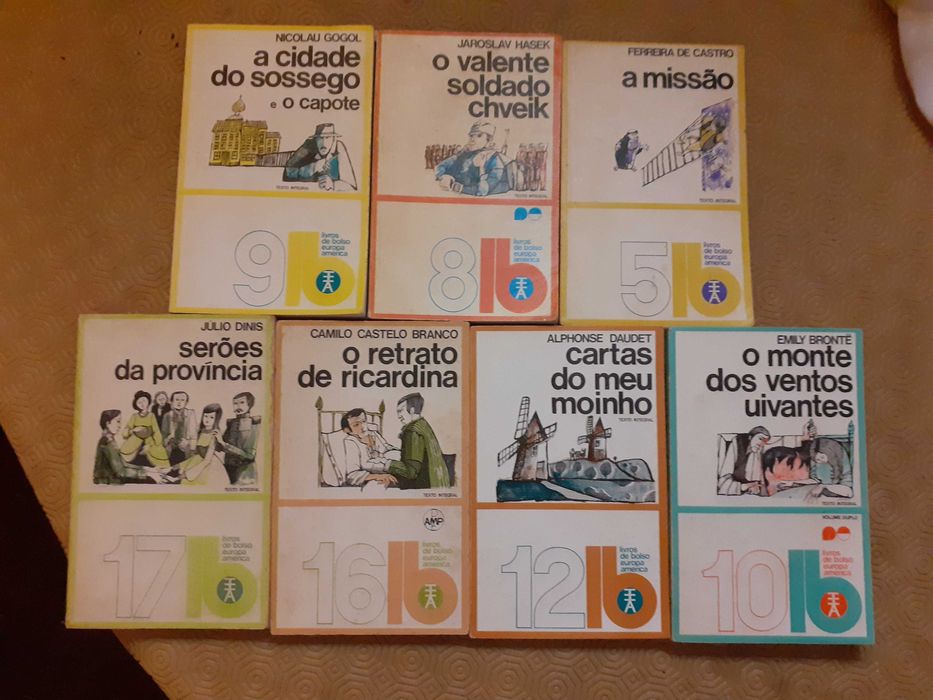 NICOLAU GOGOL
a cidade
do sossego
e o capote
TEXTO INTEGRAL
9
lb
livros
de bolso
europa
américa
JAROSLAV HASEK
o valente
soldado
chveik
TEXTO INTEGRAL
8
lb
livros
de bolso
europa
américa
FERREIRA DE CASTRO
a missão
TEXTO INTEGRAL
5
lb
livros
de bolso
europa
américa
JÚLIO DINIS
serões
da província
TEXTO INTEGRAL
17
lb
livros
de bolso
europa
américa
CAMILO CASTELO BRANCO
o retrato
de ricardina
TEXTO INTEGRAL
AMP
16
lb
livros
de bolso
europa
américa
ALPHONSE DAUDET
cartas
do meu
moinho
TEXTO INTEGRAL
12
lb
livros
de bolso
europa
américa
EMILY BRONTË
o monte
dos ventos
uivantes
TEXTO INTEGRAL
VOLUME DUPLO
10
lb
livros
de bolso
europa
américa